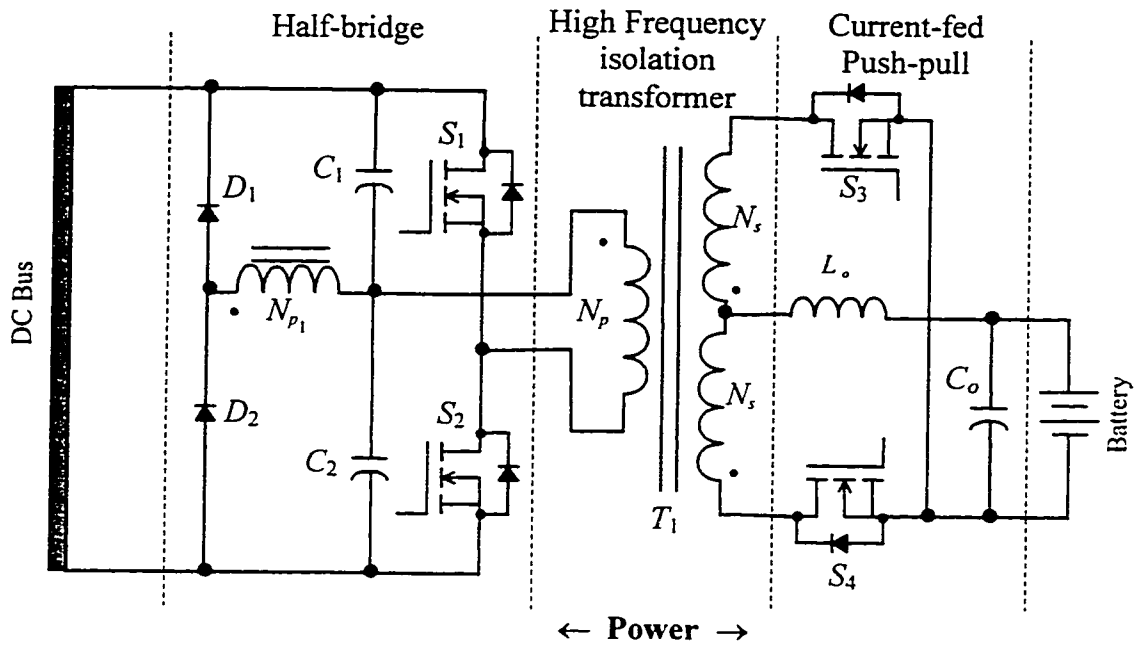 Half-bridge
High Frequency
isolation
transformer
Current-fed
Push-pull
DC Bus
D1
D2
Np1
C1
C2
S1
S2
Np
T1
Ns
Ns
S3
S4
Lo
Co
Battery
← Power →